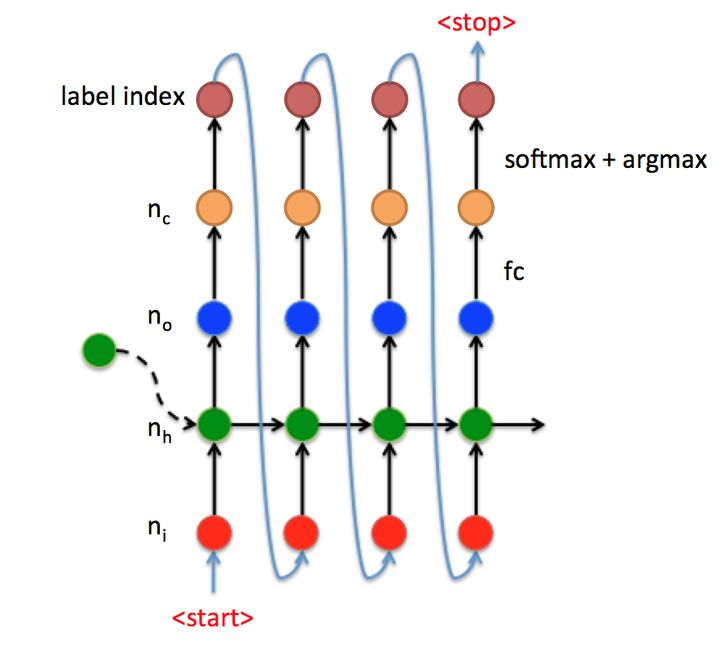 <stop>
label index
softmax + argmax
n_c
fc
n_o
n_h
n_i
<start>